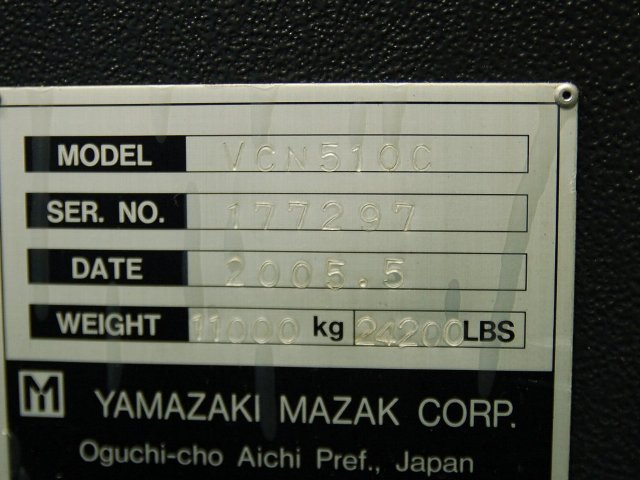 MODEL VCN510C
SER. NO. 177297
DATE 2005.5
WEIGHT 11000 kg 24200 LBS
M YAMAZAKI MAZAK CORP.
Oguchi-cho Aichi Pref., Japan